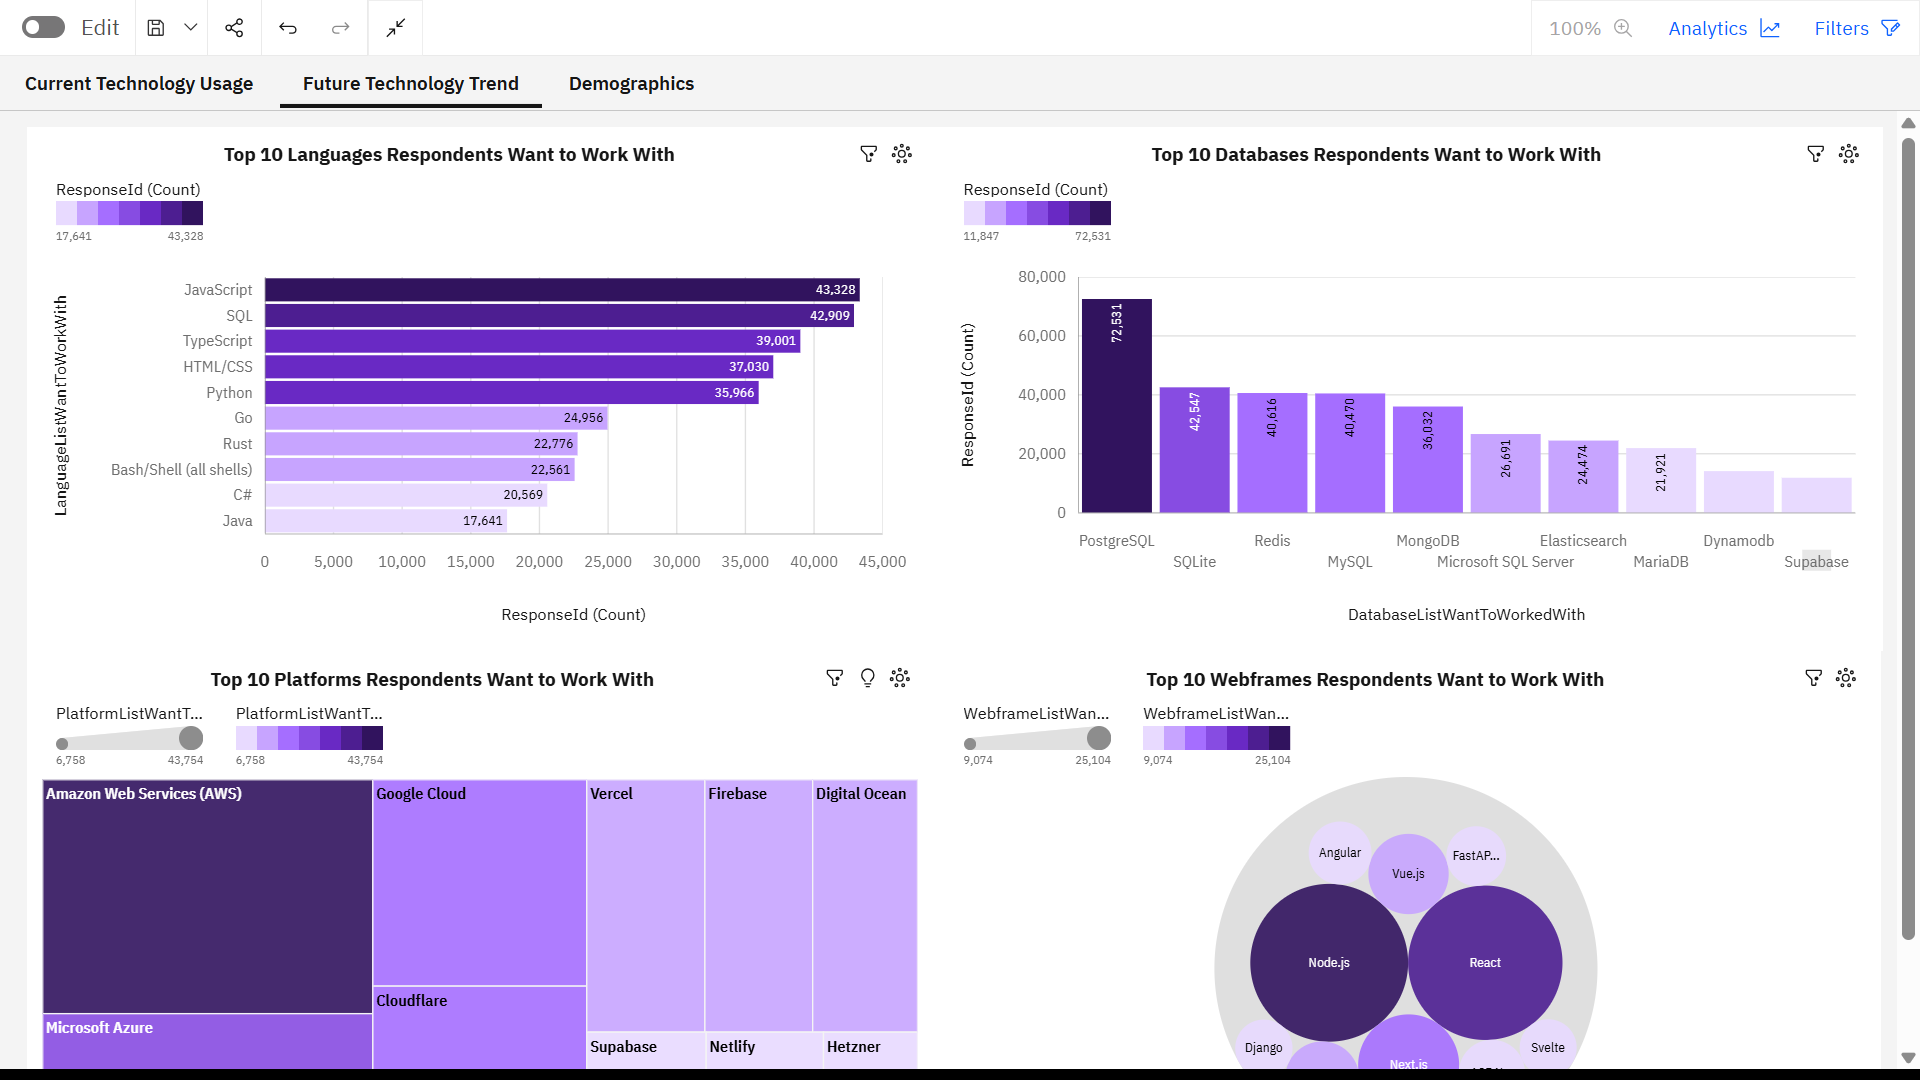 Edit
100%
Analytics
Filters
Current Technology Usage
Future Technology Trend
Demographics
Top 10 Languages Respondents Want to Work With
ResponseId (Count)
17,641 43,328
LanguageListWantToWorkWith
JavaScript 43,328
SQL 42,909
TypeScript 39,001
HTML/CSS 37,030
Python 35,966
Go 24,956
Rust 22,776
Bash/Shell (all shells) 22,561
C# 20,569
Java 17,641
0 5,000 10,000 15,000 20,000 25,000 30,000 35,000 40,000 45,000
ResponseId (Count)
Top 10 Databases Respondents Want to Work With
ResponseId (Count)
11,847 72,531
ResponseId (Count)
80,000
60,000
40,000
20,000
0
72,531
42,547
40,616
40,470
36,032
26,691
24,474
21,921
PostgreSQL Redis MongoDB Elasticsearch Dynamodb
SQLite MySQL Microsoft SQL Server MariaDB Supabase
DatabaseListWantToWorkedWith
Top 10 Platforms Respondents Want to Work With
PlatformListWantT... PlatformListWantT...
6,758 43,754 6,758 43,754
Amazon Web Services (AWS)
Microsoft Azure
Google Cloud
Cloudflare
Vercel
Firebase
Digital Ocean
Supabase
Netlify
Hetzner
Top 10 Webframes Respondents Want to Work With
WebframeListWan... WebframeListWan...
9,074 25,104 9,074 25,104
Angular
Vue.js
FastAP...
Node.js
React
Django
Next.js
Svelte